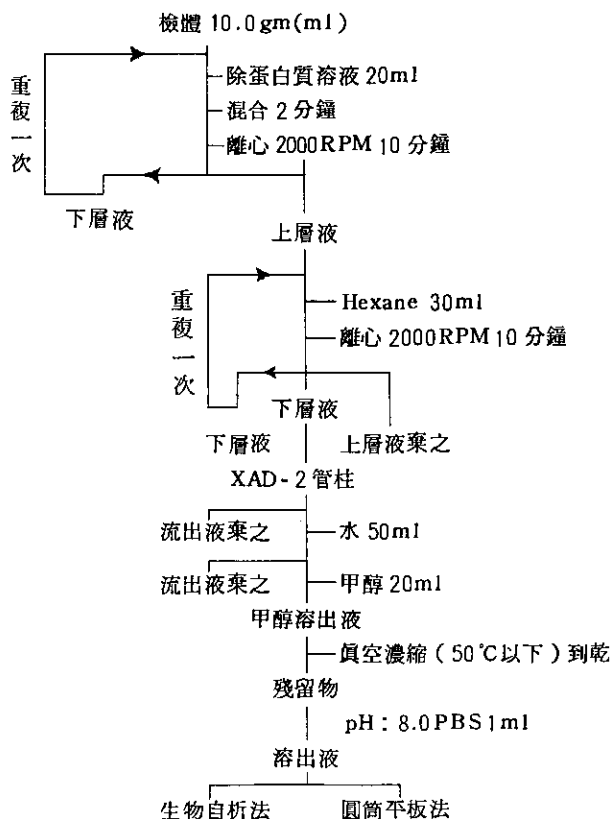 檢體 10.0gm(ml)
重複一次
除蛋白質溶液 20ml
混合 2 分鐘
離心 2000RPM 10 分鐘
下層液
上層液
重複一次
Hexane 30ml
離心 2000RPM 10 分鐘
下層液
下層液
上層液棄之
XAD-2 管柱
流出液棄之
水 50ml
流出液棄之
甲醇 20ml
甲醇溶出液
眞空濃縮（50℃以下）到乾
殘留物
pH：8.0 PBS 1ml
溶出液
生物自析法
圓筒平板法